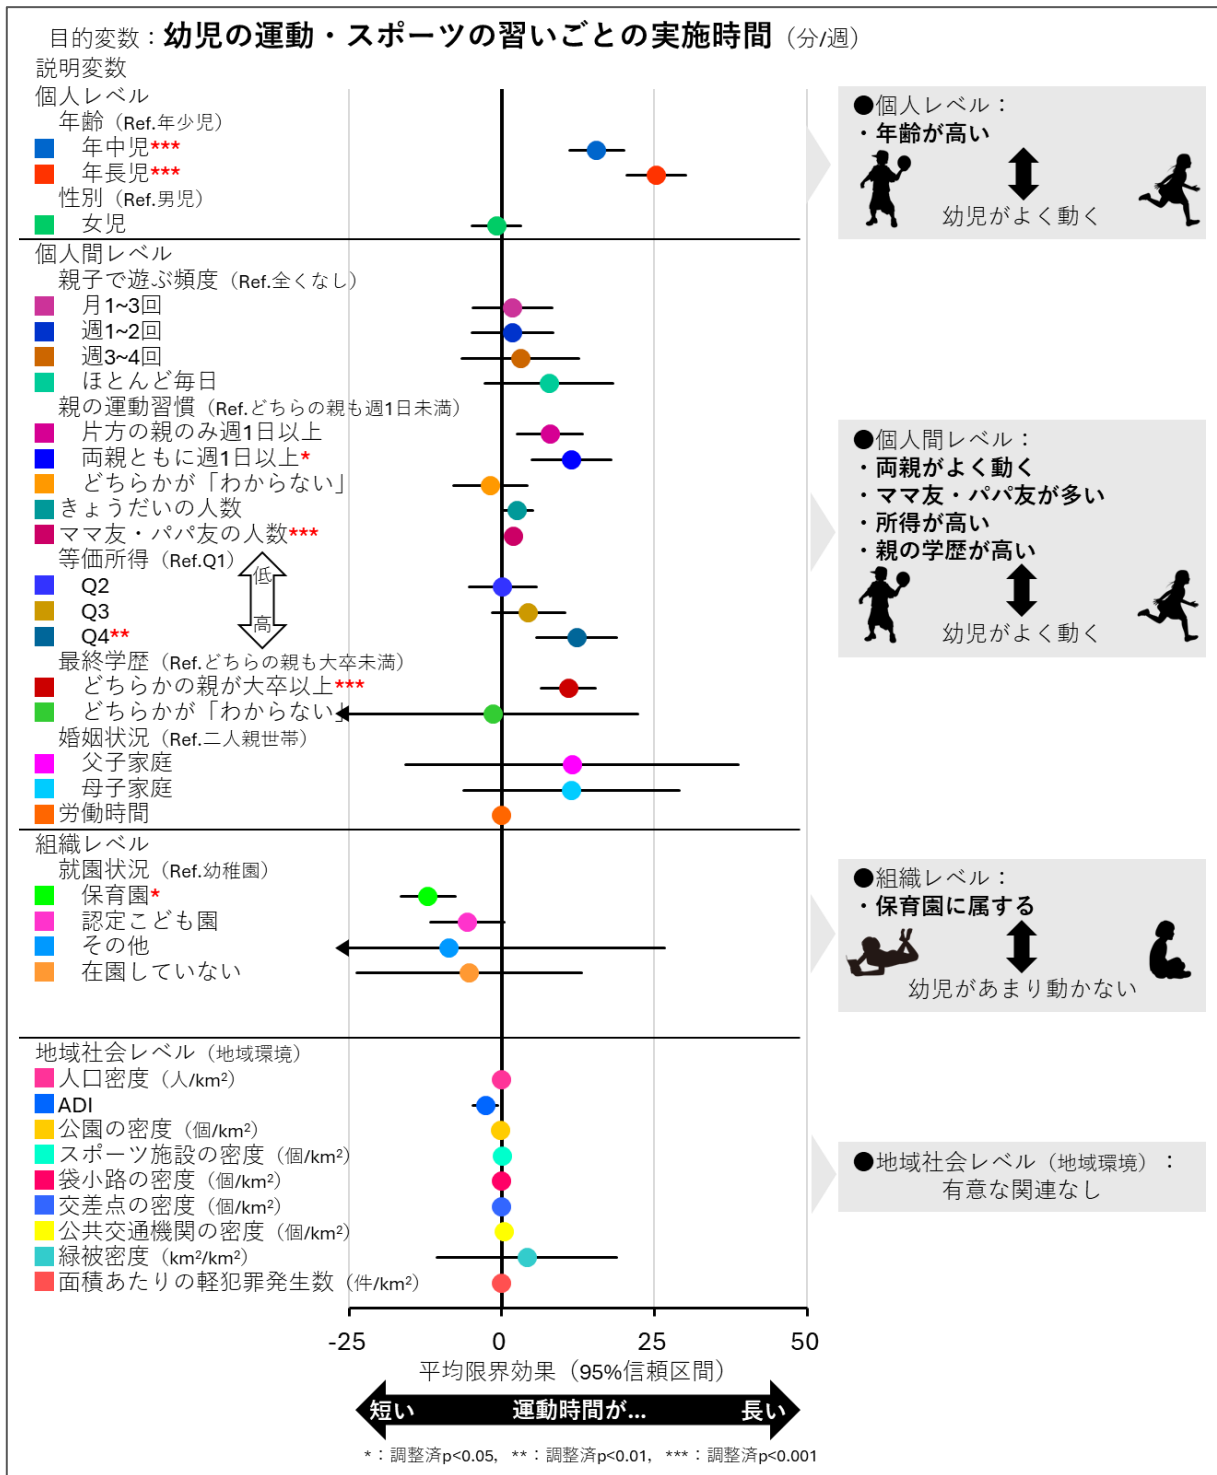 目的変数：幼児の運動・スポーツの習いごとの実施時間（分/週）
説明変数
個人レベル
年齢（Ref.年少児）
年中児***
年長児***
性別（Ref.男児）
女児
個人間レベル
親子で遊ぶ頻度（Ref.全くなし）
月1~3回
週1~2回
週3~4回
ほとんど毎日
親の運動習慣（Ref.どちらの親も週1日未満）
片方の親のみ週1日以上
両親ともに週1日以上*
どちらかが「わからない」
きょうだいの人数
ママ友・パパ友の人数***
等価所得（Ref.Q1）
低
Q2
Q3
高
Q4**
最終学歴（Ref.どちらの親も大卒未満）
どちらかの親が大卒以上***
どちらかが「わからない」
婚姻状況（Ref.二人親世帯）
父子家庭
母子家庭
労働時間
組織レベル
就園状況（Ref.幼稚園）
保育園*
認定こども園
その他
在園していない
地域社会レベル（地域環境）
人口密度（人/km²）
ADI
公園の密度（個/km²）
スポーツ施設の密度（個/km²）
袋小路の密度（個/km²）
交差点の密度（個/km²）
公共交通機関の密度（個/km²）
緑被密度（km²/km²）
面積あたりの軽犯罪発生数（件/km²）
-25 0 25 50
平均限界効果（95%信頼区間）
短い 運動時間が... 長い
*：調整済p<0.05, **：調整済p<0.01, ***：調整済p<0.001
●個人レベル：
・年齢が高い
幼児がよく動く
●個人間レベル：
・両親がよく動く
・ママ友・パパ友が多い
・所得が高い
・親の学歴が高い
幼児がよく動く
●組織レベル：
・保育園に属する
幼児があまり動かない
●地域社会レベル（地域環境）：
有意な関連なし